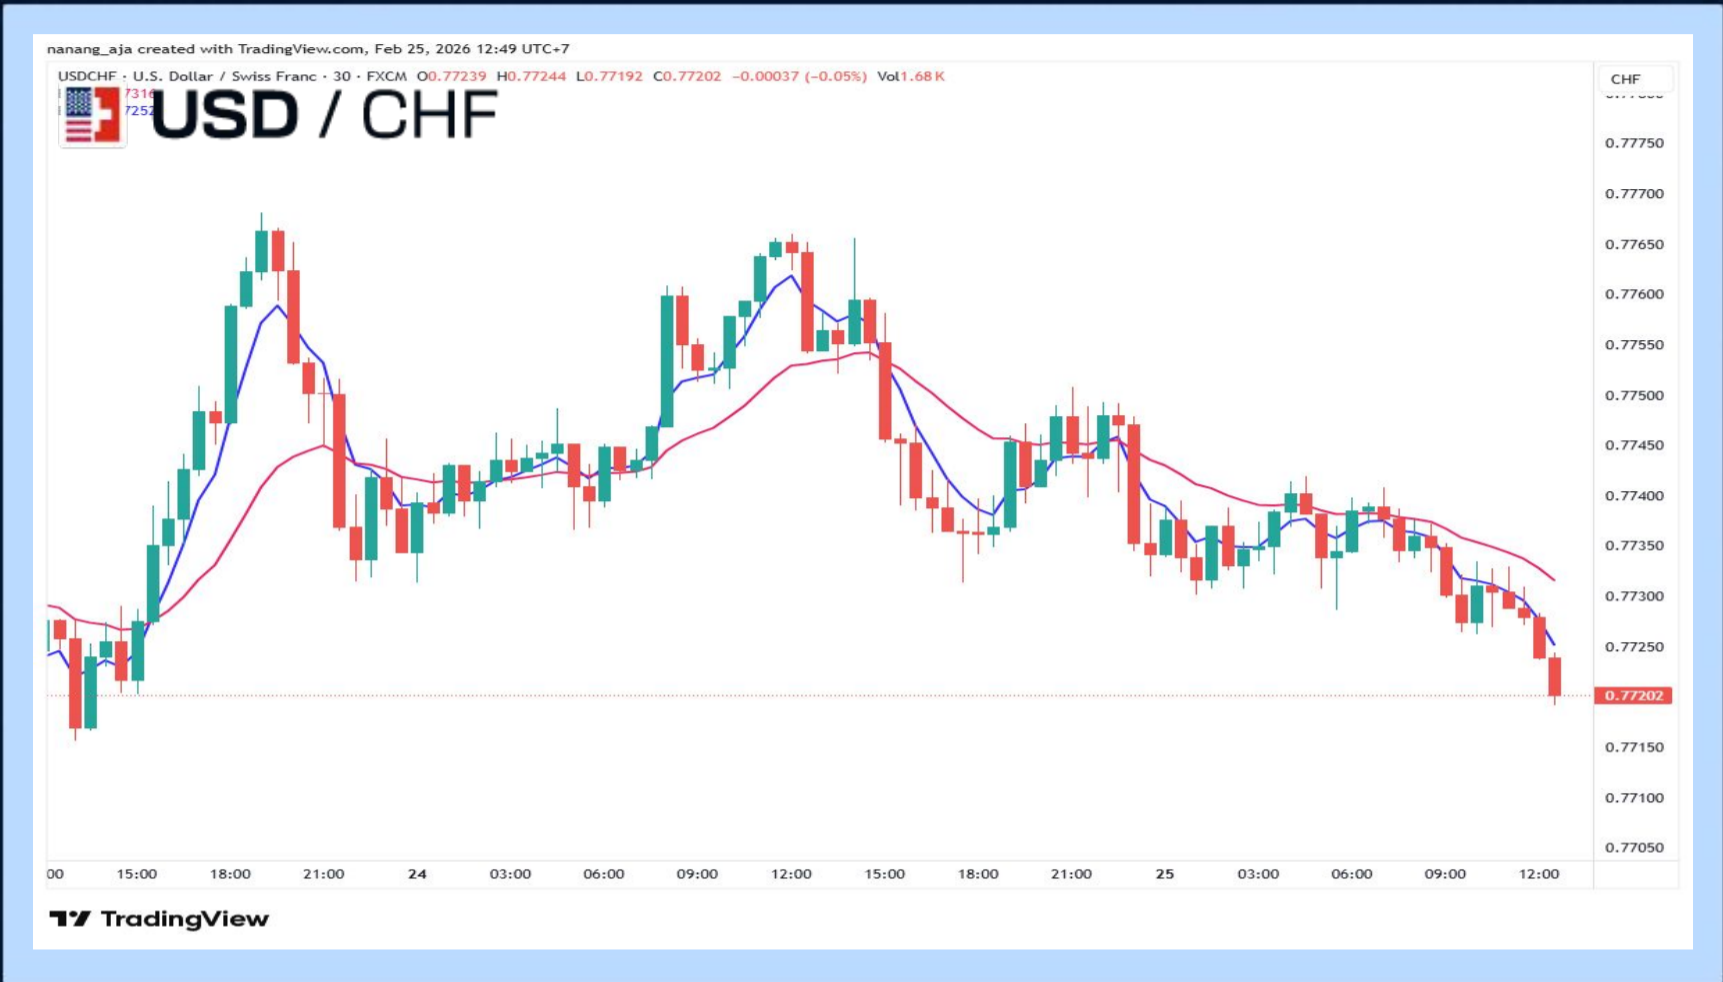 nanang_aja created with TradingView.com, Feb 25, 2026 12:49 UTC+7
USDCHF · U.S. Dollar / Swiss Franc · 30 · FXCM O0.77239 H0.77244 L0.77192 C0.77202 −0.00037 (−0.05%) Vol1.68 K
USD / CHF
CHF
0.77750
0.77700
0.77650
0.77600
0.77550
0.77500
0.77450
0.77400
0.77350
0.77300
0.77250
0.77202
0.77150
0.77100
0.77050
00 15:00 18:00 21:00 24 03:00 06:00 09:00 12:00 15:00 18:00 21:00 25 03:00 06:00 09:00 12:00
TradingView